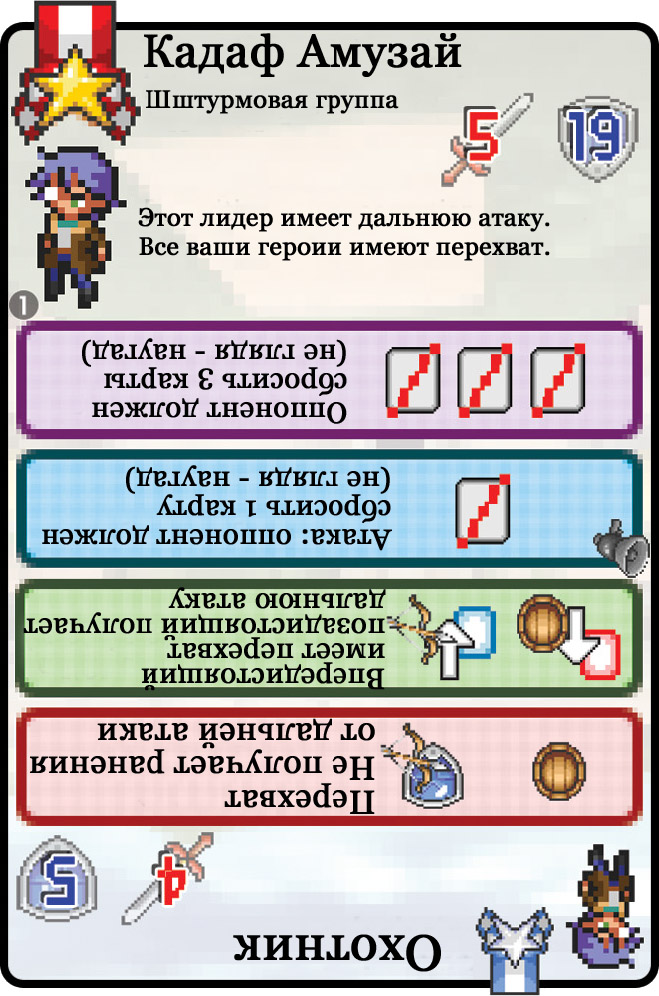 Кадаф Амузай
Шштурмовая группа
5
19
Этот лидер имеет дальнюю атаку.
Все ваши героии имеют перехват.
1
Охотник
4
5
Перехват
Не получает ранения
от дальней атаки
Впередистоящий
имеет перехват
позадистоящий получает
дальнюю атаку
Атака: оппонент должен
сбросить 1 карту
(не глядя - наугад)
Оппонент должен
сбросить 3 карты
(не глядя - наугад)